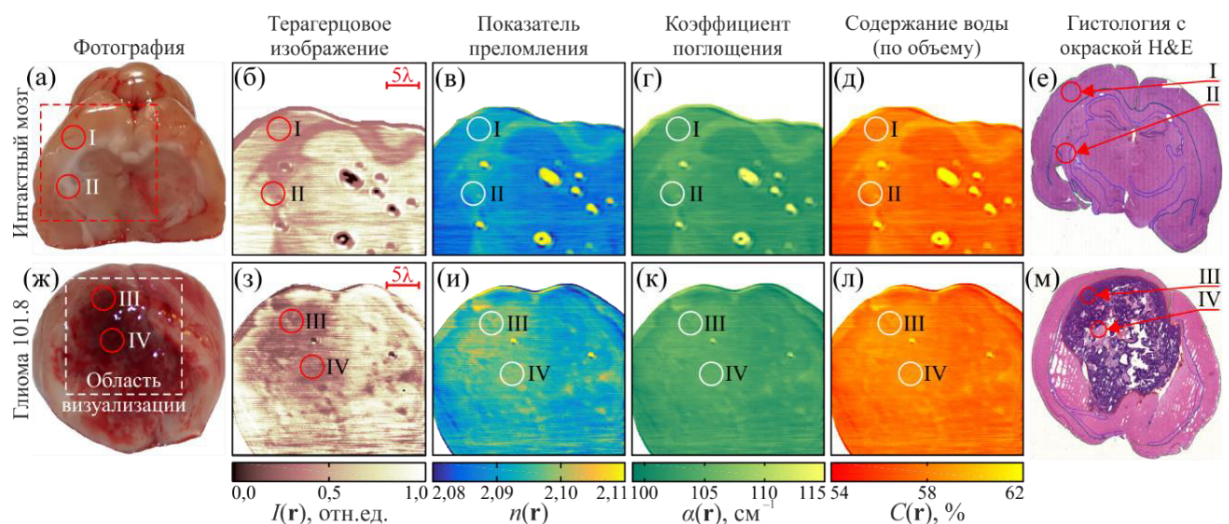 Фотография
Терагерцовое
изображение
Показатель
преломления
Коэффициент
поглощения
Содержание воды
(по объему)
Гистология с
окраской H&E
Интактный мозг
(а)
I
II
(б)
5λ
I
II
(в)
I
II
(г)
I
II
(д)
I
II
(е)
I
II
Глиома 101.8
(ж)
III
IV
Область
визуализации
(з)
5λ
III
IV
(и)
III
IV
(к)
III
IV
(л)
III
IV
(м)
III
IV
0,0 0,5 1,0
I(r), отн.ед.
2,08 2,09 2,10 2,11
n(r)
100 105 110 115
α(r), см⁻¹
54 58 62
C(r), %